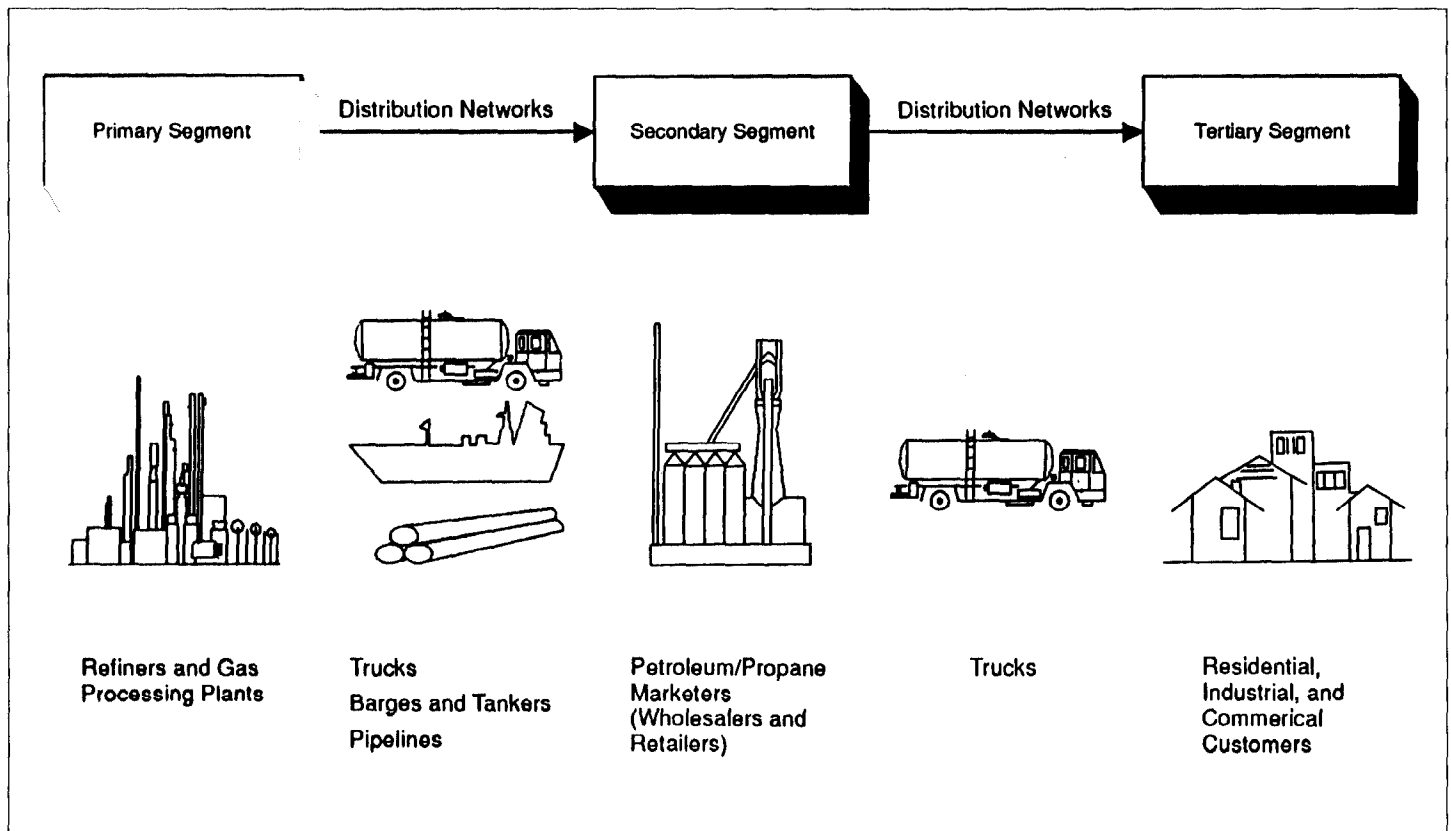 Primary Segment
Distribution Networks
Secondary Segment
Distribution Networks
Tertiary Segment
Refiners and Gas
Processing Plants
Trucks
Barges and Tankers
Pipelines
Petroleum/Propane
Marketers
(Wholesalers and
Retailers)
Trucks
Residential,
Industrial, and
Commerical
Customers